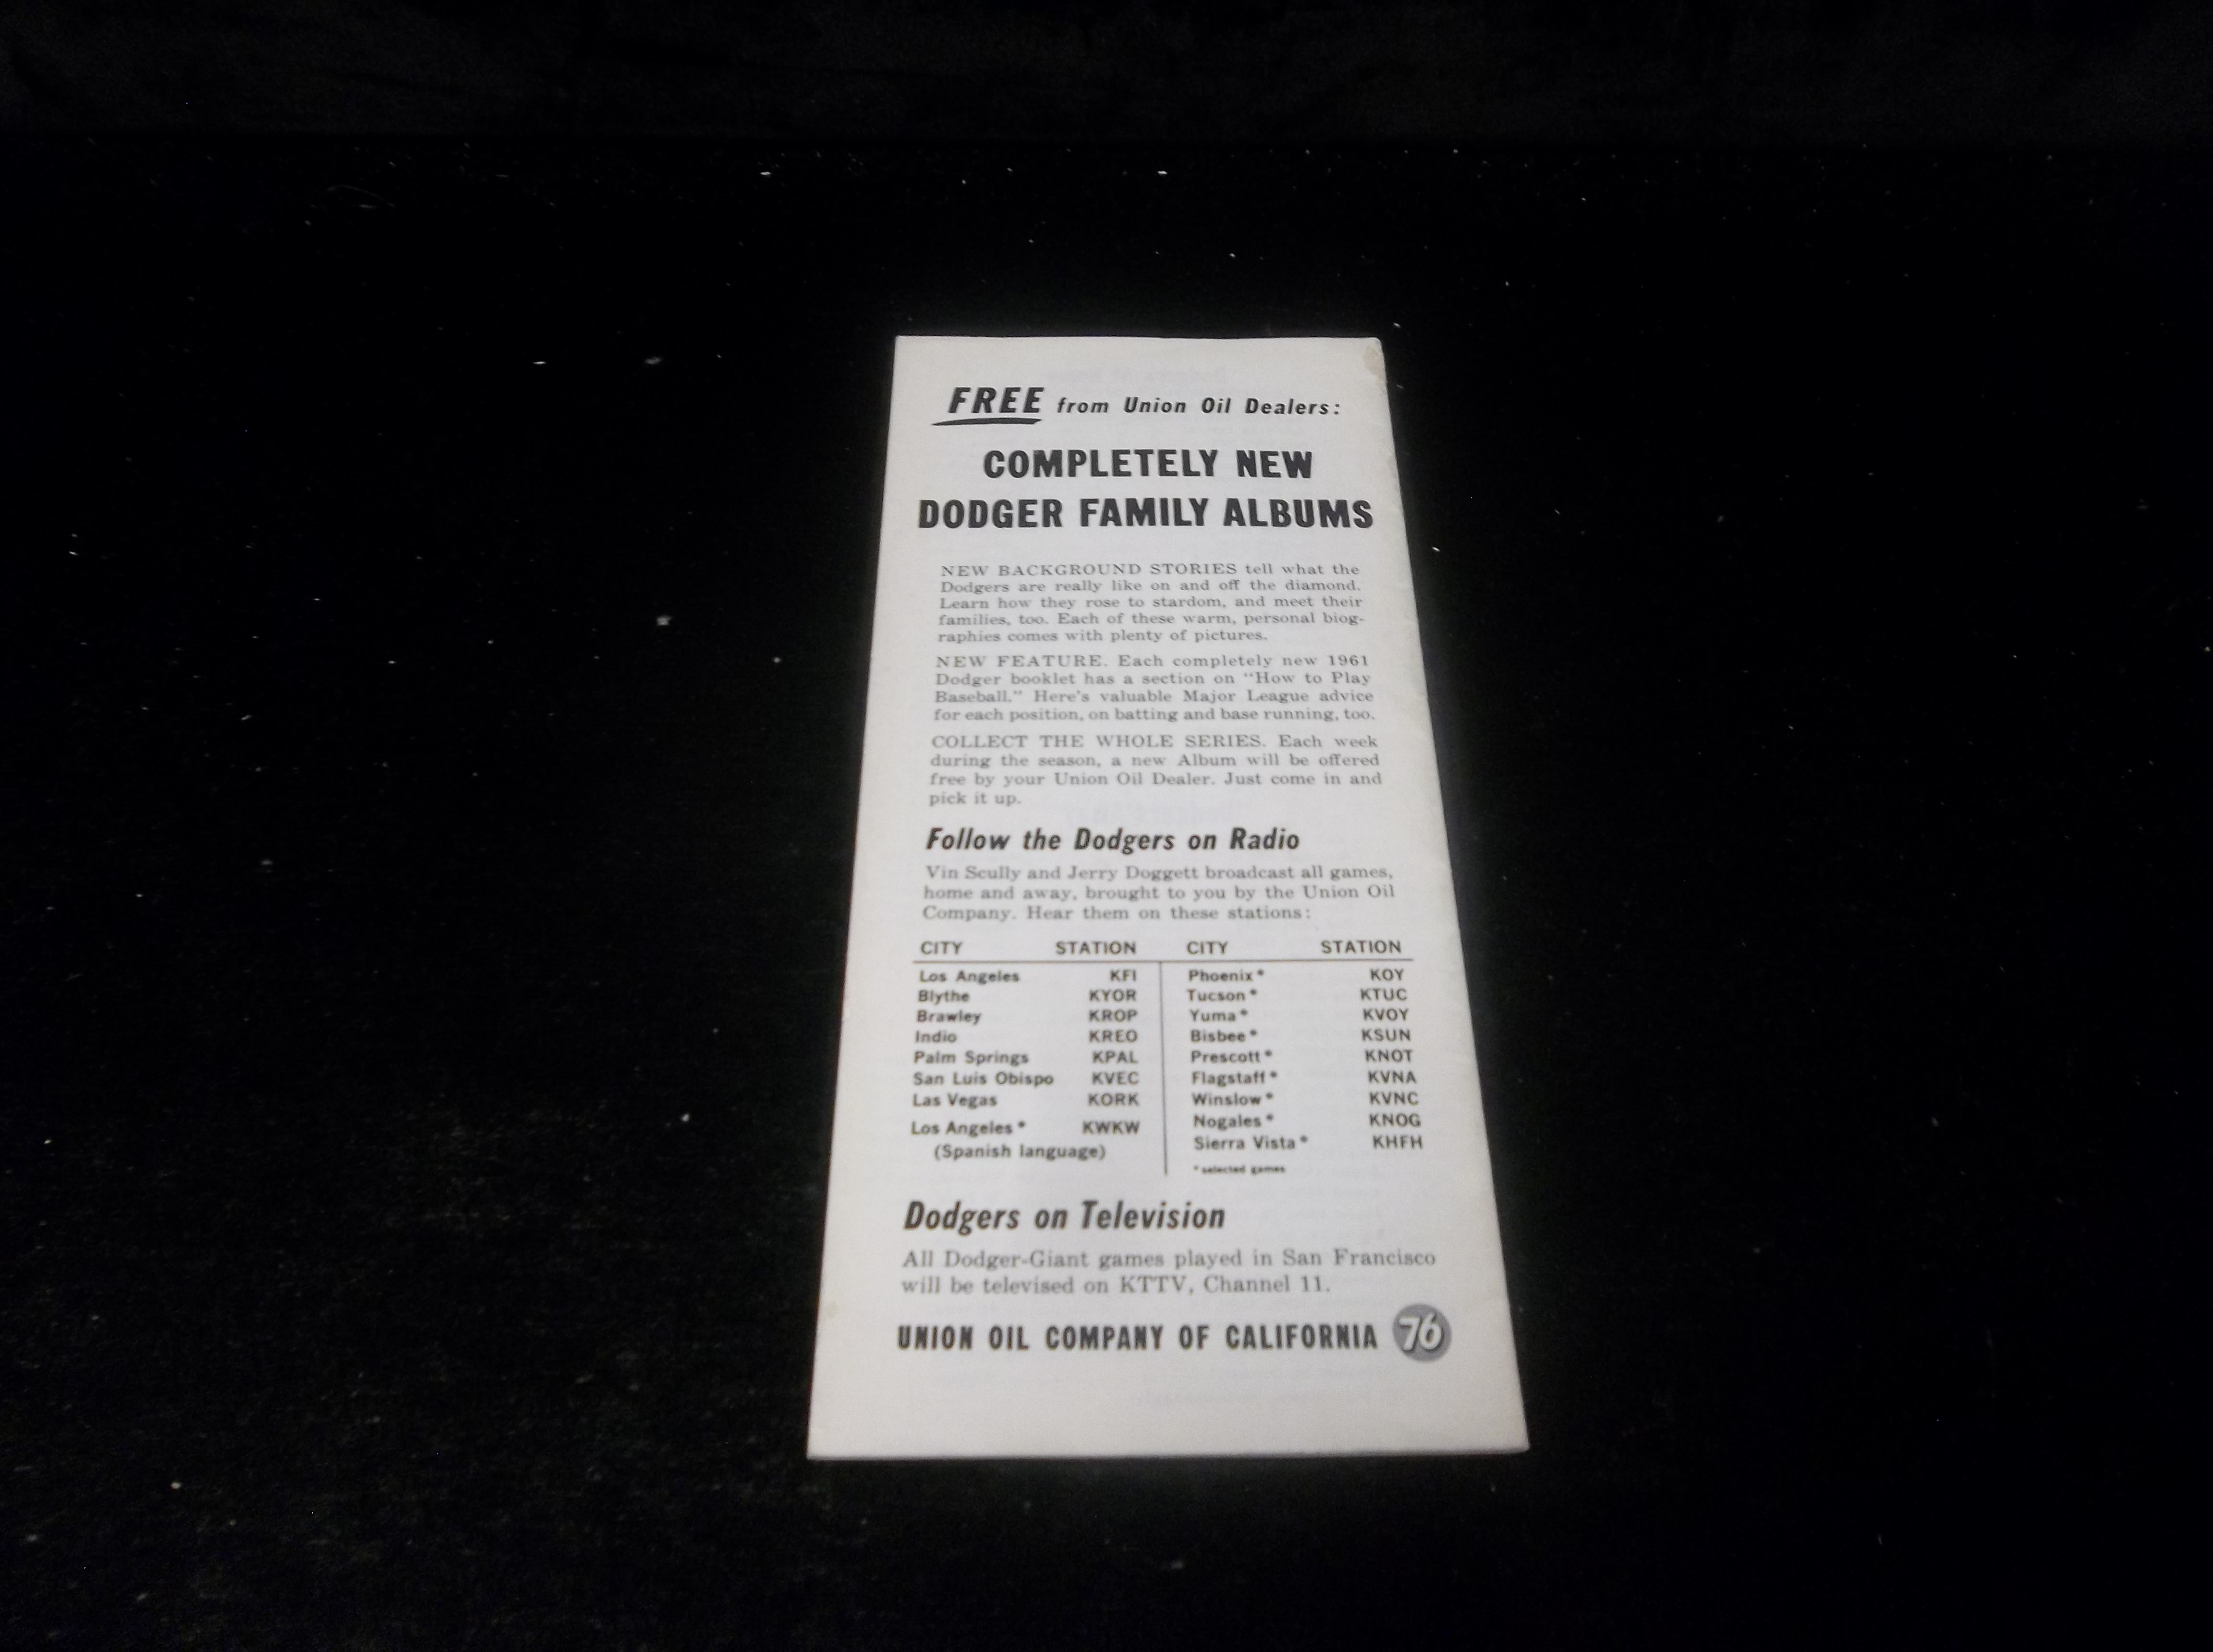 FREE from Union Oil Dealers:
COMPLETELY NEW
DODGER FAMILY ALBUMS
NEW BACKGROUND STORIES tell what the
Dodgers are really like on and off the diamond.
Learn how they rose to stardom, and meet their
families, too. Each of these warm, personal biog-
raphies comes with plenty of pictures.
NEW FEATURE. Each completely new 1961
Dodger booklet has a section on "How to Play
Baseball." Here's valuable Major League advice
for each position, on batting and base running, too.
COLLECT THE WHOLE SERIES. Each week
during the season, a new Album will be offered
free by your Union Oil Dealer. Just come in and
pick it up.
Follow the Dodgers on Radio
Vin Scully and Jerry Doggett broadcast all games,
home and away, brought to you by the Union Oil
Company. Hear them on these stations:
CITY STATION CITY STATION
Los Angeles KFI Phoenix* KOY
Blythe KYOR Tucson* KTUC
Brawley KROP Yuma* KVOY
Indio KREO Bisbee* KSUN
Palm Springs KPAL Prescott* KNOT
San Luis Obispo KVEC Flagstaff* KVNA
Las Vegas KORK Winslow* KVNC
Los Angeles* KWKW Nogales* KNOG
(Spanish language) Sierra Vista* KHFH
*selected games
Dodgers on Television
All Dodger-Giant games played in San Francisco
will be televised on KTTV, Channel 11.
UNION OIL COMPANY OF CALIFORNIA 76